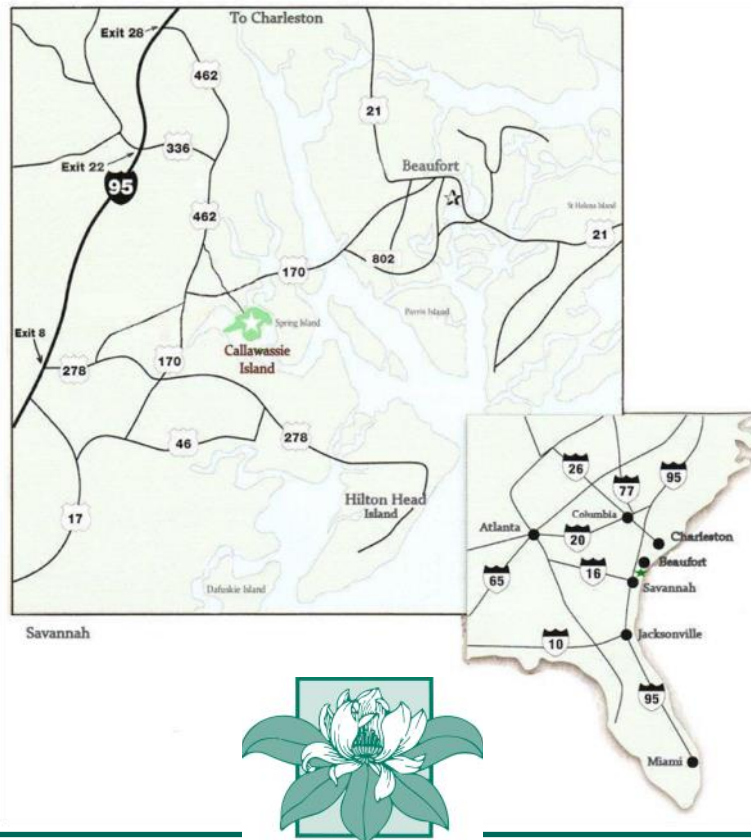 To Charleston
Exit 28
462
21
336
Exit 22
95
Beaufort
St Helena Island
462
21
802
170
Spring Island
Parris Island
Callawassie
Island
Exit 8
278
170
46
278
17
Hilton Head
Island
Dafuskie Island
Savannah
26
77
95
Columbia
Atlanta
20
Charleston
Beaufort
65
16
Savannah
10
Jacksonville
95
Miami